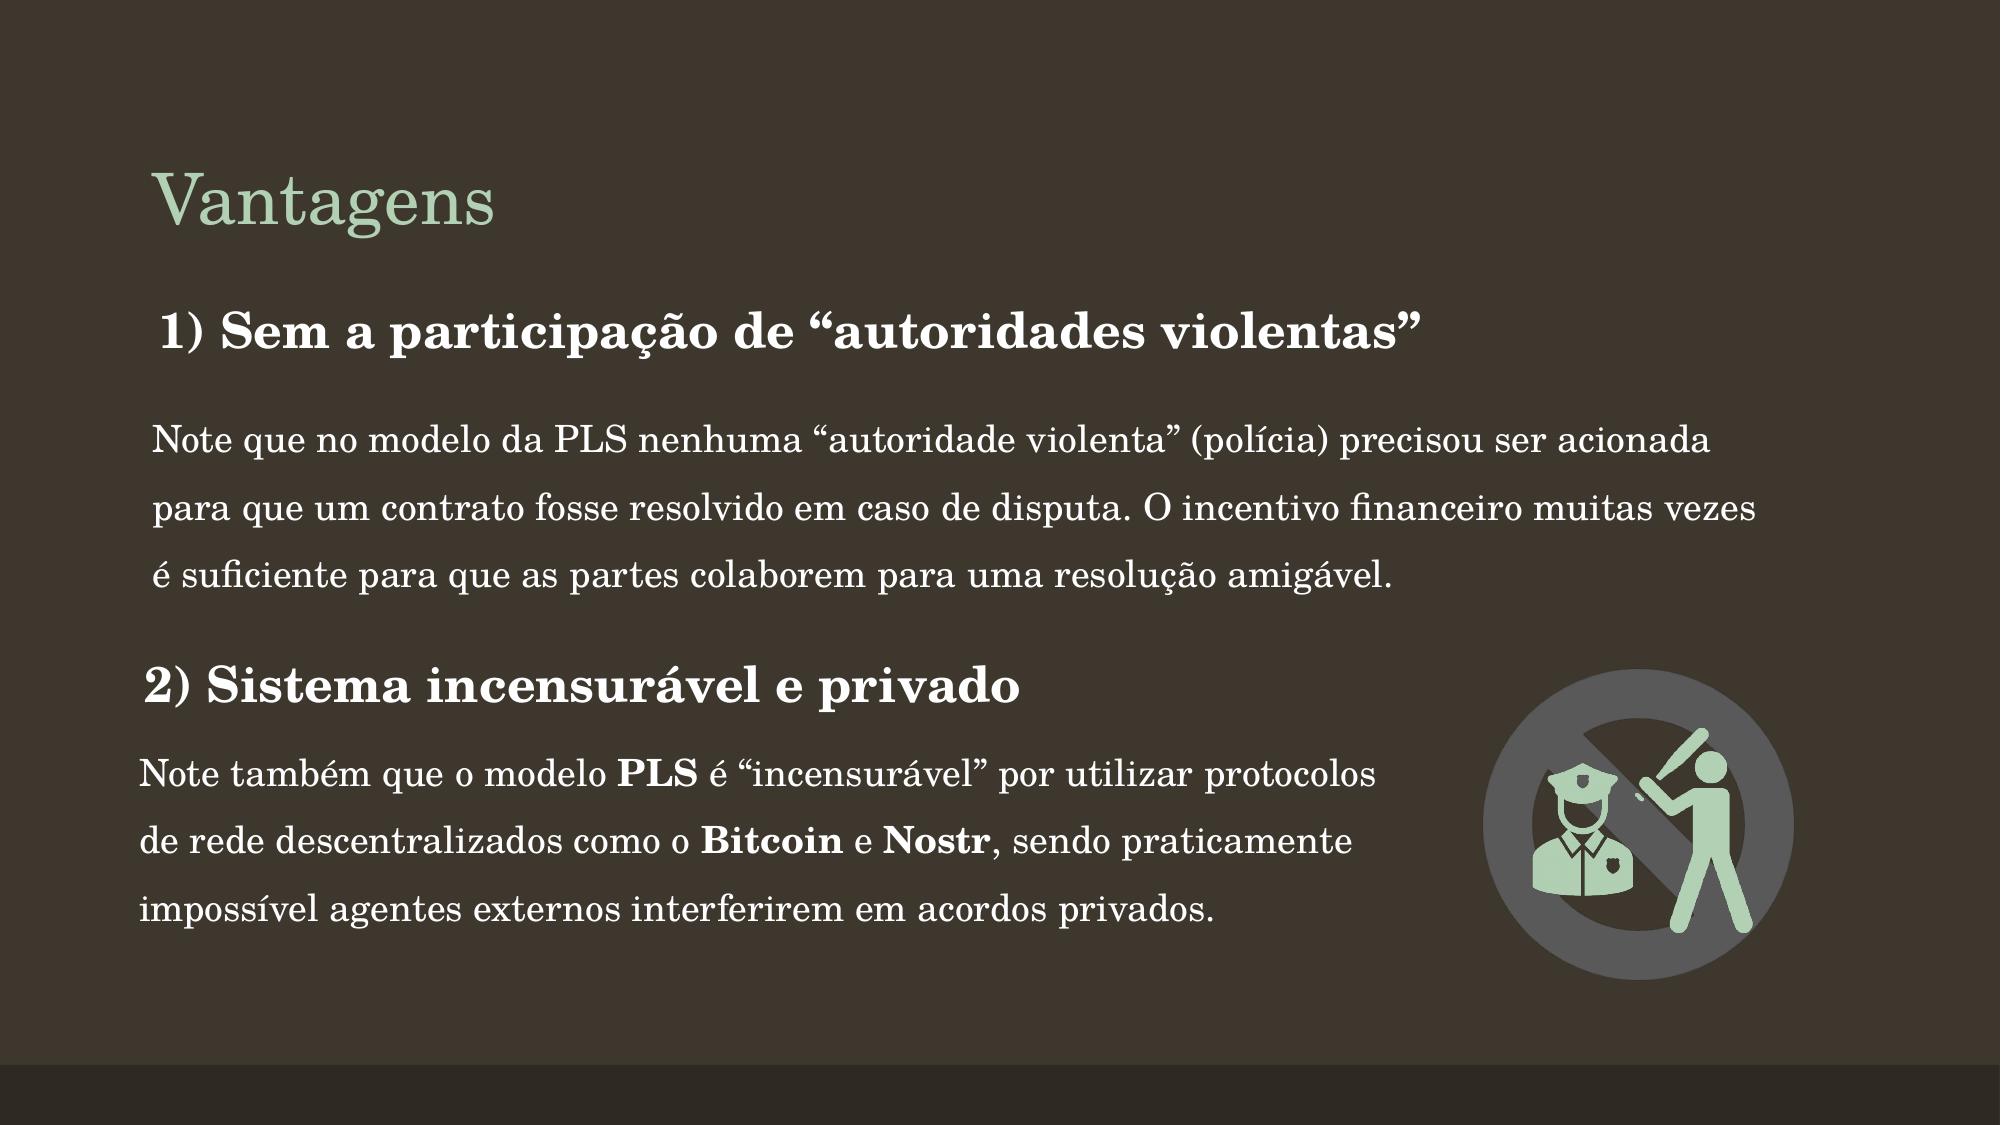 Vantagens
1) Sem a participação de “autoridades violentas”
Note que no modelo da PLS nenhuma “autoridade violenta” (polícia) precisou ser acionada
para que um contrato fosse resolvido em caso de disputa. O incentivo financeiro muitas vezes
é suficiente para que as partes colaborem para uma resolução amigável.
2) Sistema incensurável e privado
Note também que o modelo PLS é “incensurável” por utilizar protocolos
de rede descentralizados como o Bitcoin e Nostr, sendo praticamente
impossível agentes externos interferirem em acordos privados.